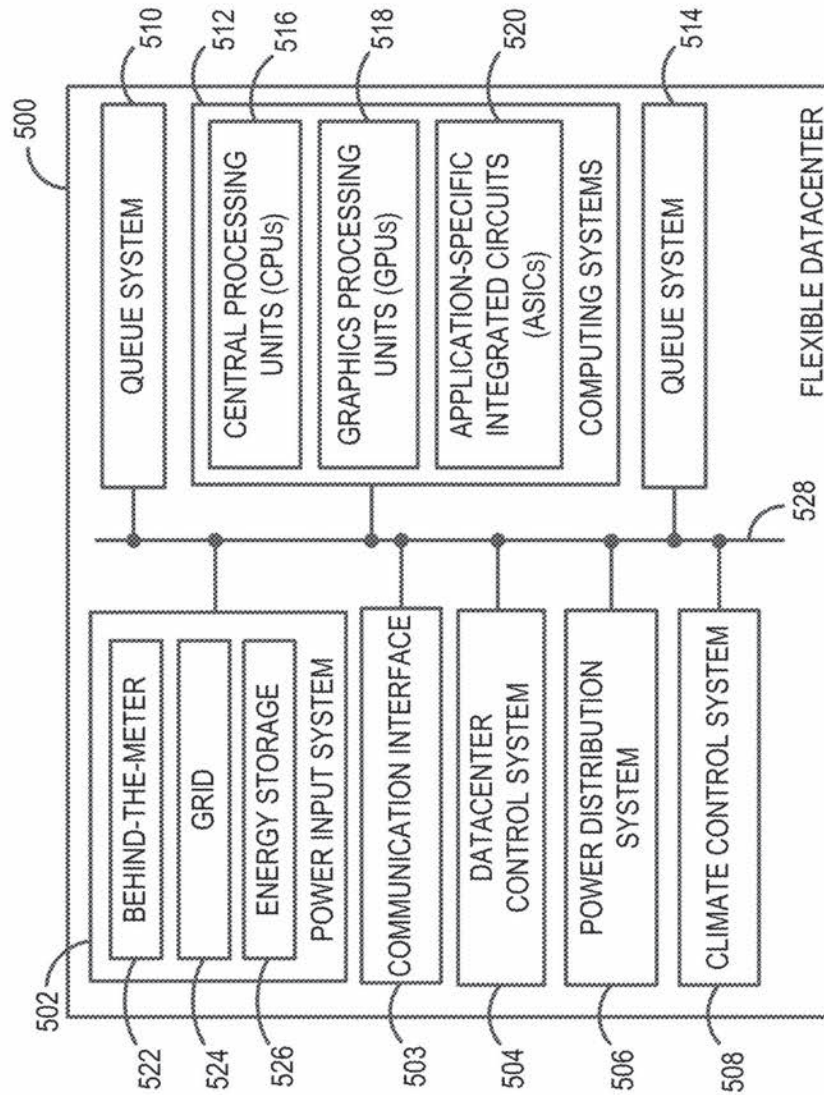 500
502
BEHIND-THE-METER
522
GRID
524
ENERGY STORAGE
526
POWER INPUT SYSTEM
COMMUNICATION INTERFACE
503
DATACENTER
CONTROL SYSTEM
504
POWER DISTRIBUTION
SYSTEM
506
CLIMATE CONTROL SYSTEM
508
QUEUE SYSTEM
510
512
CENTRAL PROCESSING
UNITS (CPUs)
516
GRAPHICS PROCESSING
UNITS (GPUs)
518
APPLICATION-SPECIFIC
INTEGRATED CIRCUITS
(ASICs)
520
COMPUTING SYSTEMS
QUEUE SYSTEM
514
528
FLEXIBLE DATACENTER